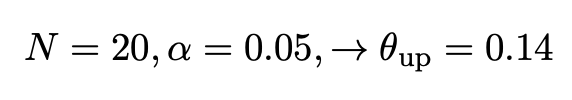 N = 20, α = 0.05, → θ_up = 0.14